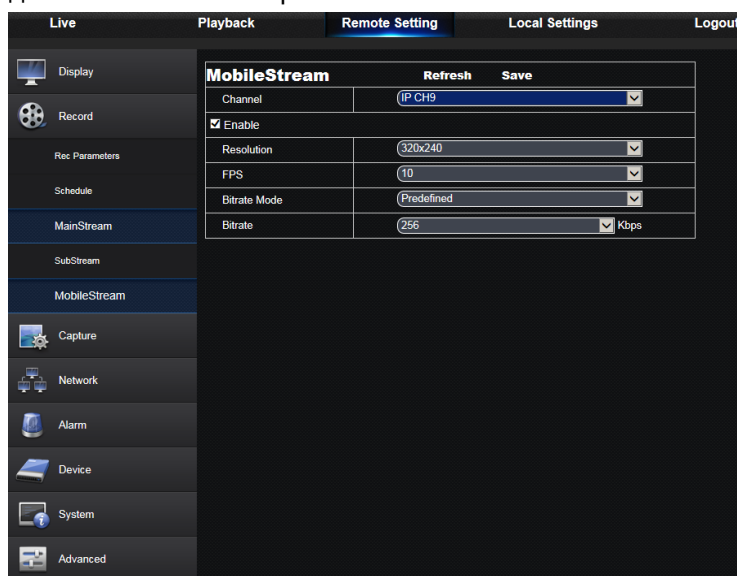 Live Playback Remote Setting Local Settings Logout
Display
Record
Rec Parameters
Schedule
MainStream
SubStream
MobileStream
Capture
Network
Alarm
Device
System
Advanced
MobileStream Refresh Save
Channel IP CH9
Enable
Resolution 320x240
FPS 10
Bitrate Mode Predefined
Bitrate 256 Kbps